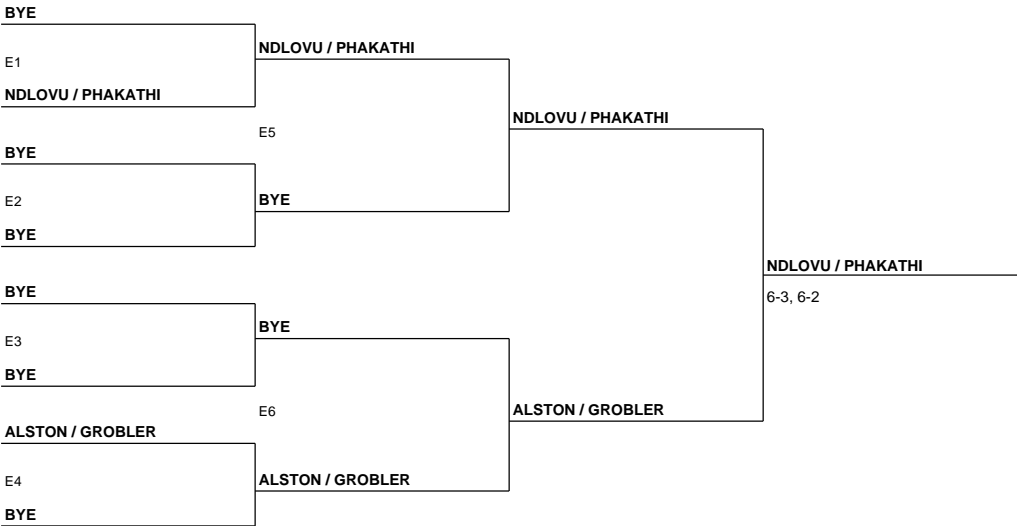 BYE
NDLOVU / PHAKATHI
E1
NDLOVU / PHAKATHI
NDLOVU / PHAKATHI
E5
BYE
E2
BYE
BYE
NDLOVU / PHAKATHI
6-3, 6-2
BYE
BYE
E3
BYE
ALSTON / GROBLER
E6
ALSTON / GROBLER
E4
ALSTON / GROBLER
BYE